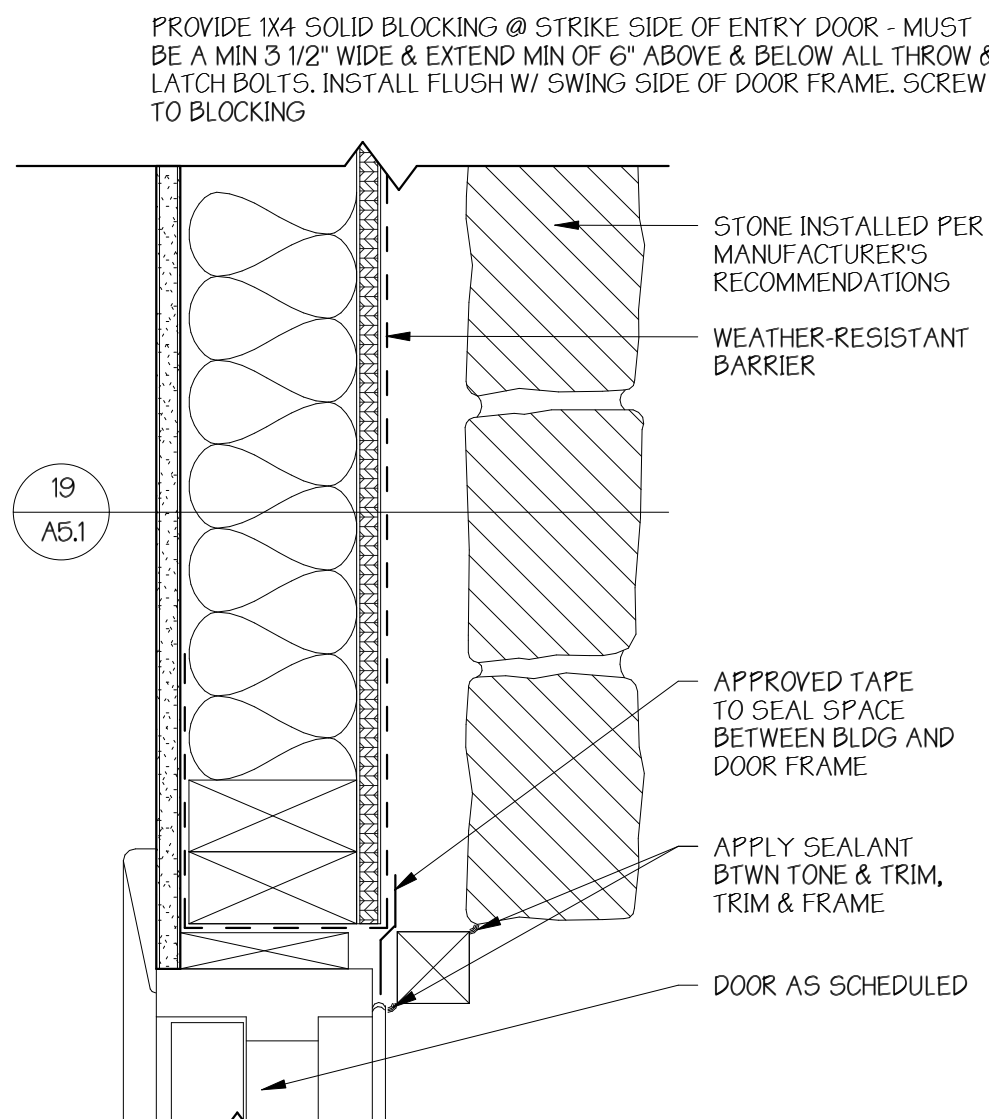 PROVIDE 1X4 SOLID BLOCKING @ STRIKE SIDE OF ENTRY DOOR - MUST
BE A MIN 3 1/2" WIDE & EXTEND MIN OF 6" ABOVE & BELOW ALL THROW &
LATCH BOLTS. INSTALL FLUSH W/ SWING SIDE OF DOOR FRAME. SCREW
TO BLOCKING
STONE INSTALLED PER
MANUFACTURER'S
RECOMMENDATIONS
WEATHER-RESISTANT
BARRIER
19
A5.1
APPROVED TAPE
TO SEAL SPACE
BETWEEN BLDG AND
DOOR FRAME
APPLY SEALANT
BTWN TONE & TRIM,
TRIM & FRAME
DOOR AS SCHEDULED